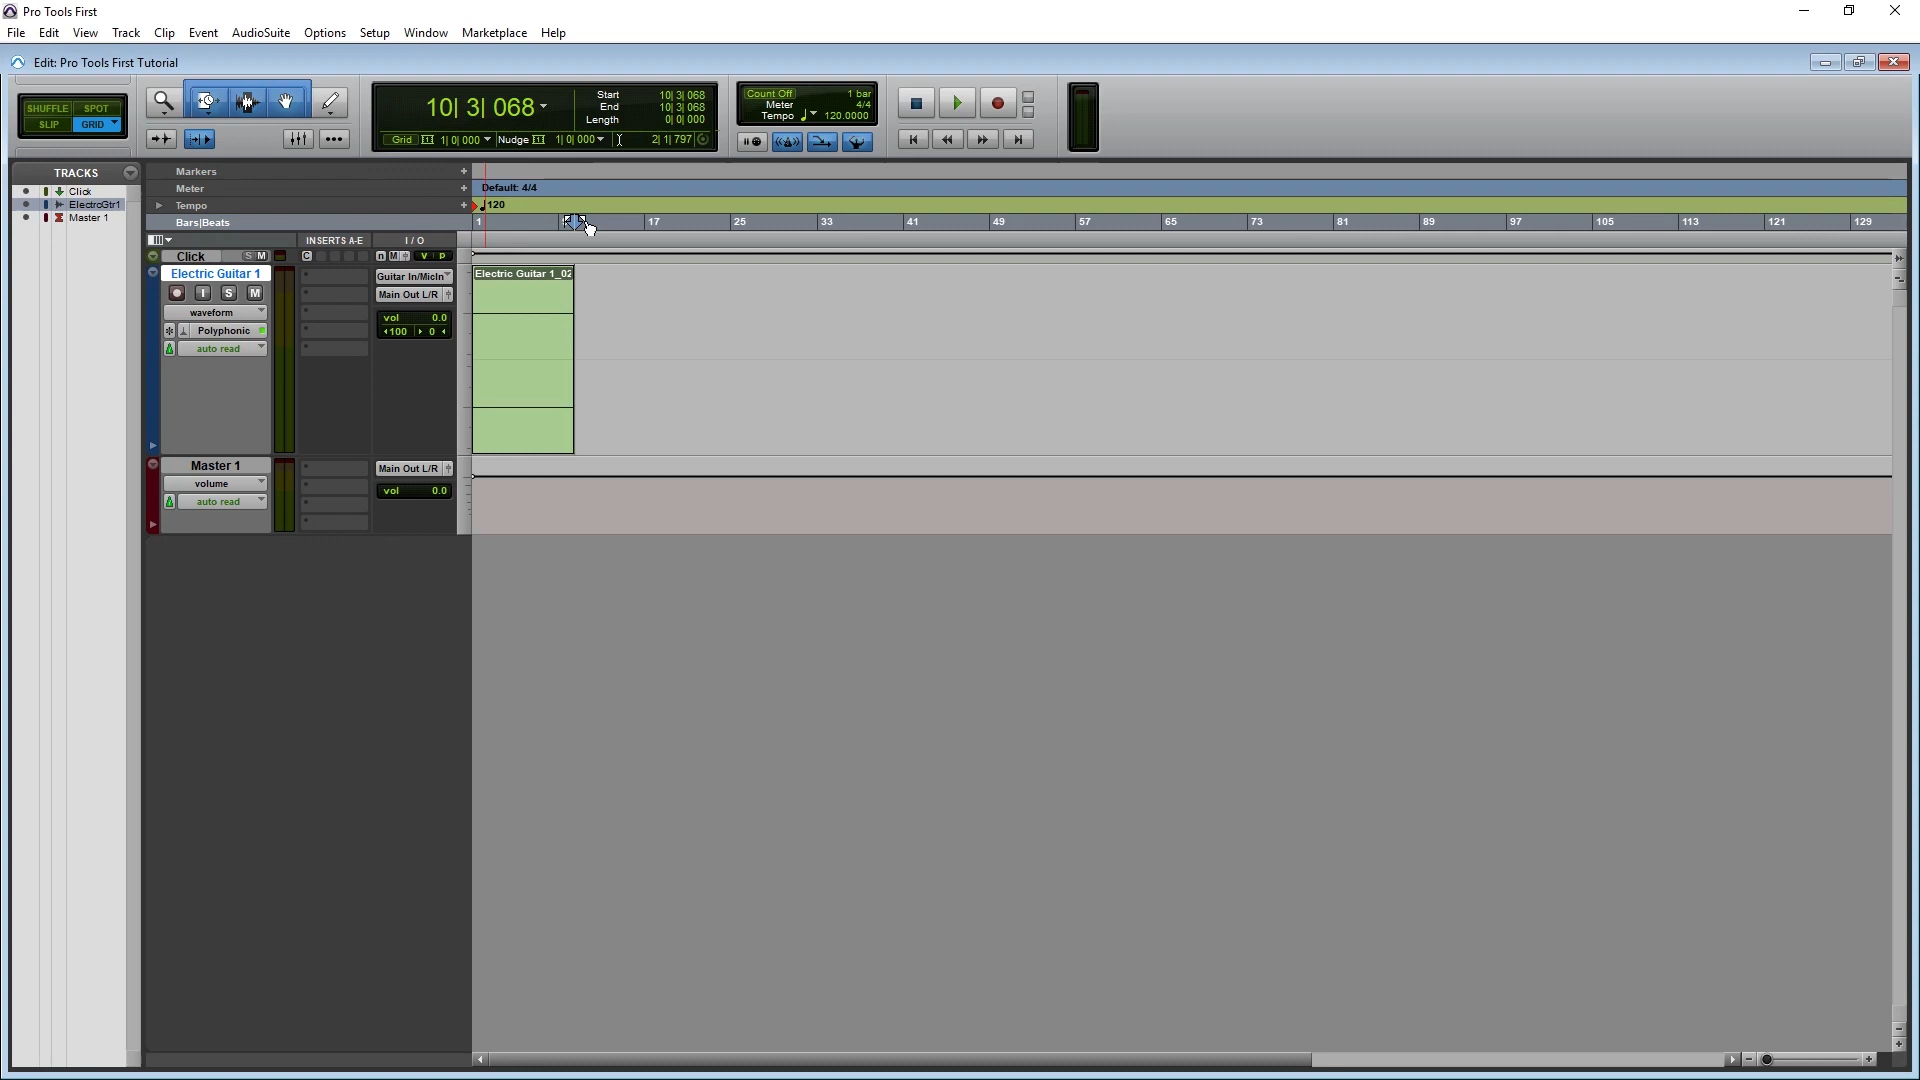 Pro Tools First
File Edit View Track Clip Event AudioSuite Options Setup Window Marketplace Help
Edit: Pro Tools First Tutorial
SHUFFLE SPOT
SLIP GRID
10| 3| 068
Start 10| 3| 068
End 10| 3| 068
Length 0| 0| 000
Grid 1| 0| 000 Nudge 1| 0| 000 2| 1| 797
Count Off 1 bar
Meter 4/4
Tempo 120.0000
TRACKS
Click
ElectrcGtr1
Master 1
Markers
Meter Default: 4/4
Tempo 120
Bars|Beats 1 17 25 33 41 49 57 65 73 81 89 97 105 113 121 129
INSERTS A-E I / O
Click S M C n M v p
Electric Guitar 1 Guitar In/MicIn Electric Guitar 1_02
I S M Main Out L/R
waveform vol 0.0
Polyphonic 100 0
auto read
Master 1 Main Out L/R
volume vol 0.0
auto read